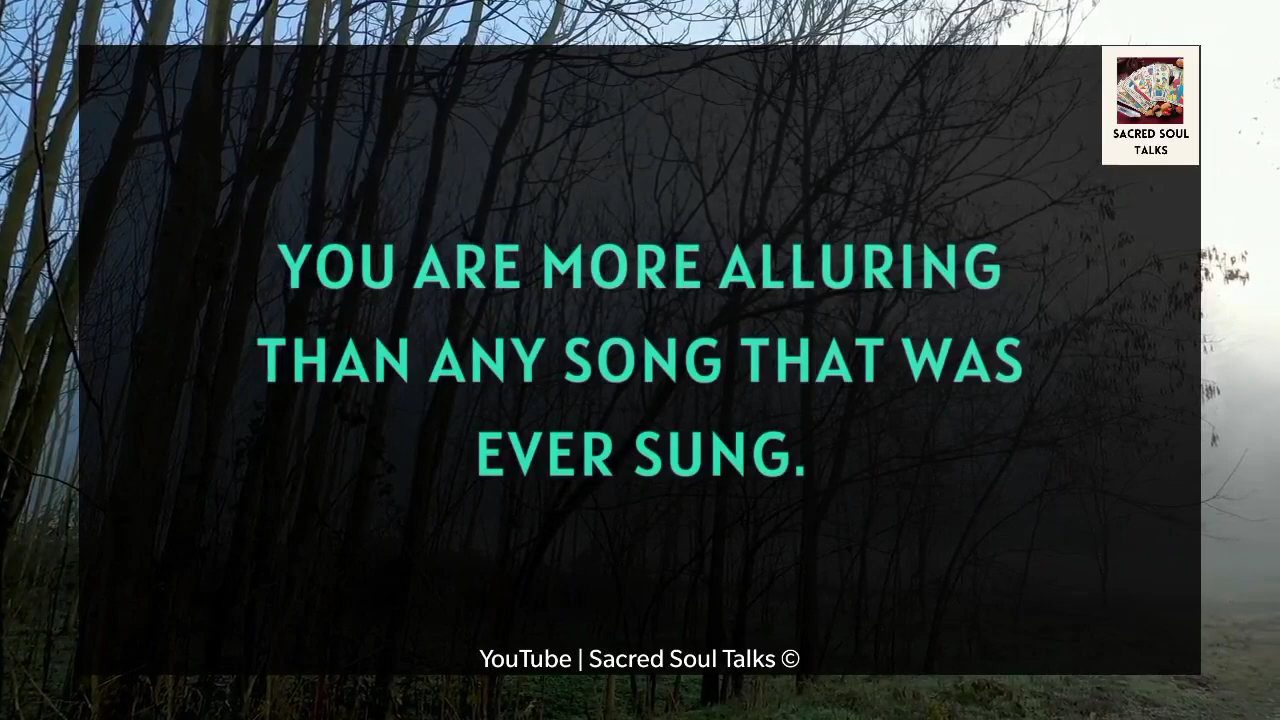 SACRED SOUL
TALKS
YOU ARE MORE ALLURING
THAN ANY SONG THAT WAS
EVER SUNG.
YouTube | Sacred Soul Talks ©